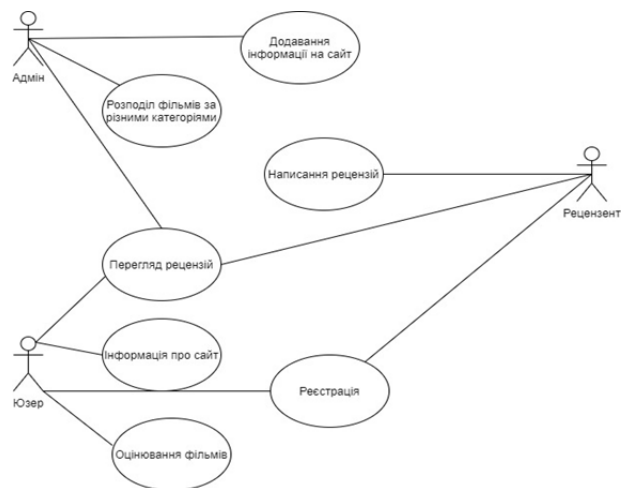 Додавання
інформації на сайт
Адмін
Розподіл фільмів за
різними категоріями
Написання рецензій
Рецензент
Перегляд рецензій
Інформація про сайт
Реєстрація
Юзер
Оцінювання фільмів